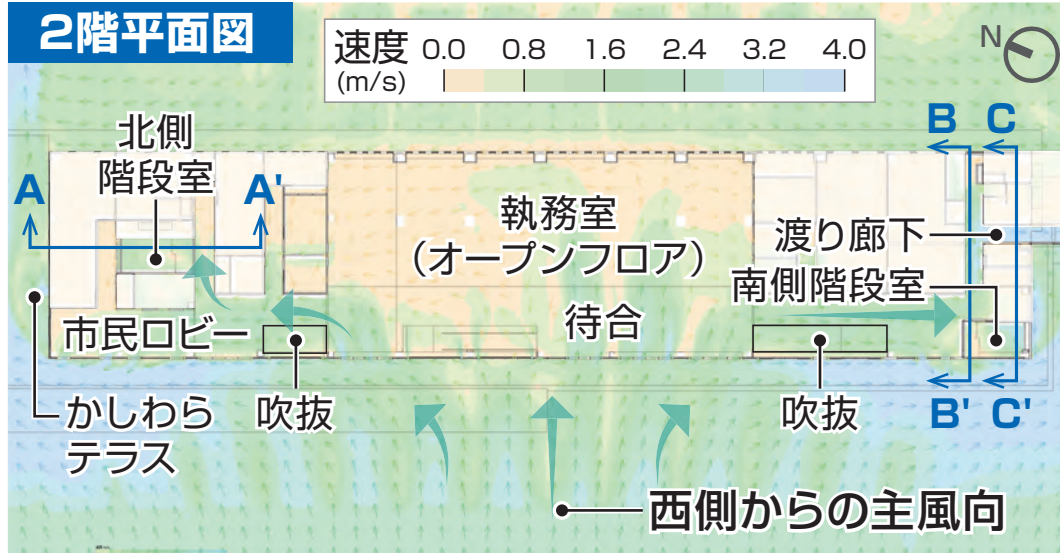 2階平面図
速度 0.0 0.8 1.6 2.4 3.2 4.0
(m/s)
N
北側
階段室
A
A'
B
C
執務室
(オープンフロア)
渡り廊下
南側階段室
待合
市民ロビー
かしわら
テラス
吹抜
吹抜
B'
C'
西側からの主風向